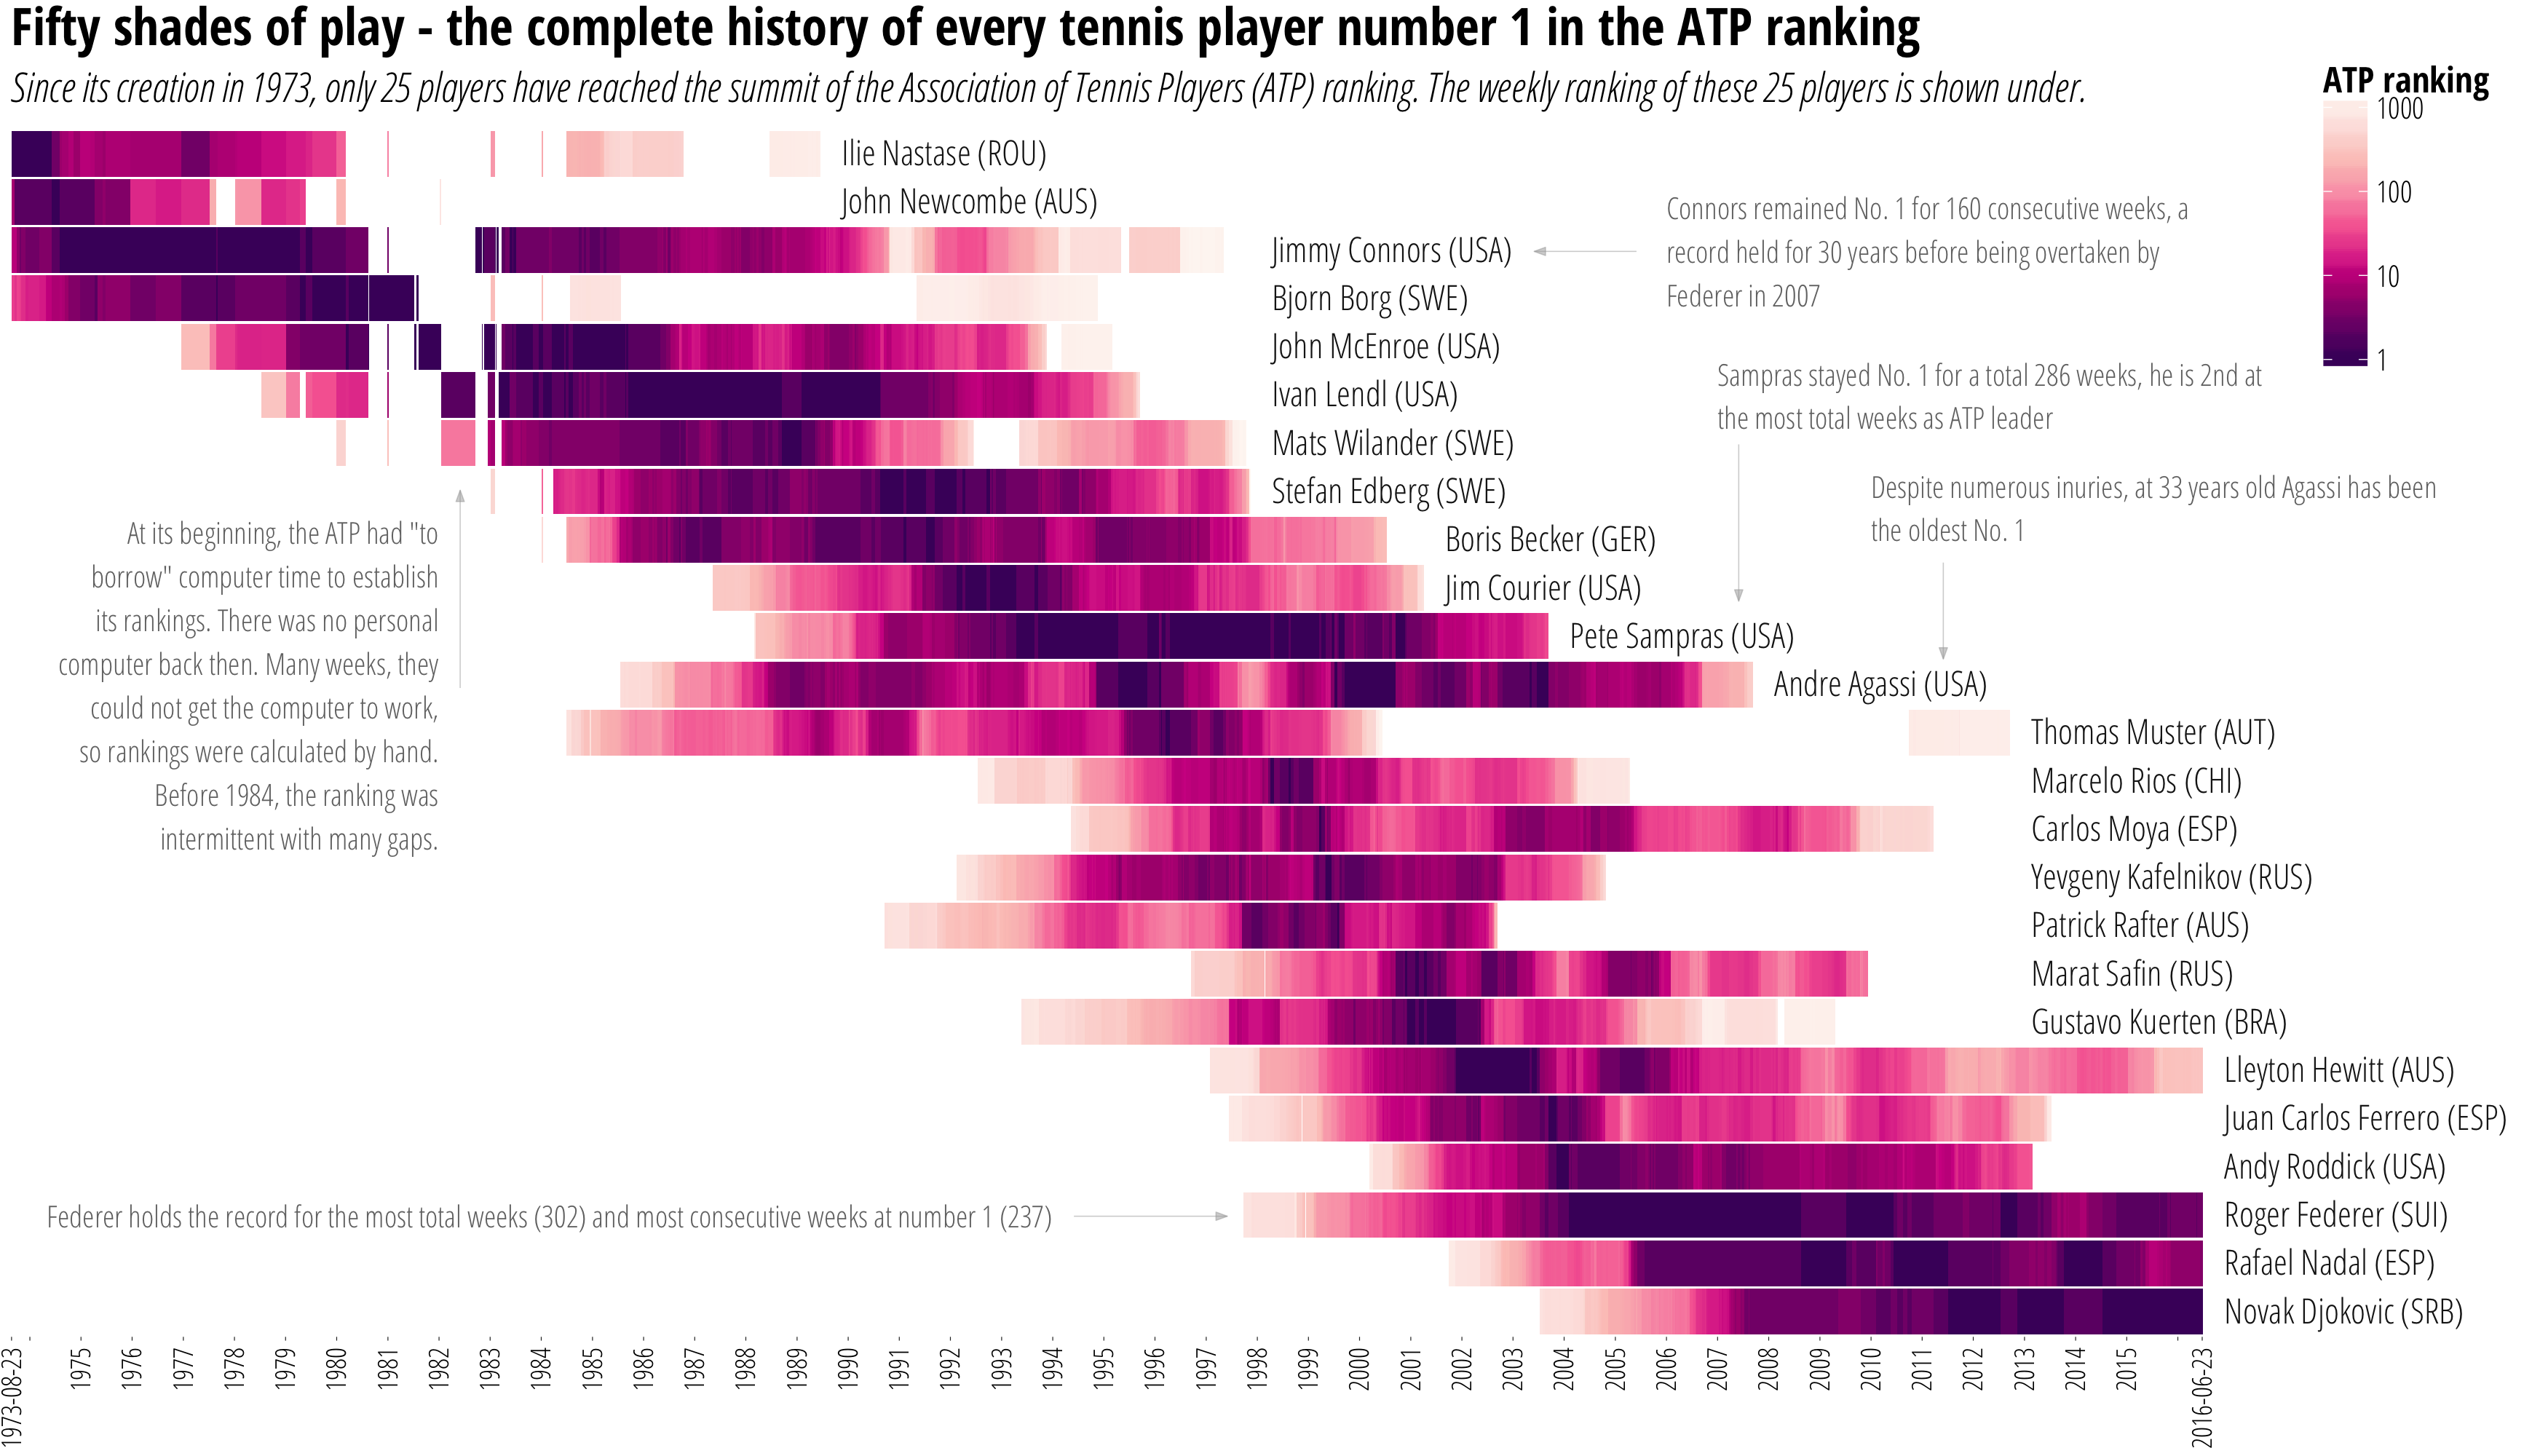 Fifty shades of play - the complete history of every tennis player number 1 in the ATP ranking
Since its creation in 1973, only 25 players have reached the summit of the Association of Tennis Players (ATP) ranking. The weekly ranking of these 25 players is shown under.
ATP ranking
1000
100
10
1
Ilie Nastase (ROU)
John Newcombe (AUS)
Jimmy Connors (USA)
Connors remained No. 1 for 160 consecutive weeks, a
record held for 30 years before being overtaken by
Federer in 2007
Bjorn Borg (SWE)
John McEnroe (USA)
Ivan Lendl (USA)
Sampras stayed No. 1 for a total 286 weeks, he is 2nd at
the most total weeks as ATP leader
Mats Wilander (SWE)
Stefan Edberg (SWE)
Despite numerous inuries, at 33 years old Agassi has been
the oldest No. 1
At its beginning, the ATP had "to
borrow" computer time to establish
its rankings. There was no personal
computer back then. Many weeks, they
could not get the computer to work,
so rankings were calculated by hand.
Before 1984, the ranking was
intermittent with many gaps.
Boris Becker (GER)
Jim Courier (USA)
Pete Sampras (USA)
Andre Agassi (USA)
Thomas Muster (AUT)
Marcelo Rios (CHI)
Carlos Moya (ESP)
Yevgeny Kafelnikov (RUS)
Patrick Rafter (AUS)
Marat Safin (RUS)
Gustavo Kuerten (BRA)
Lleyton Hewitt (AUS)
Juan Carlos Ferrero (ESP)
Andy Roddick (USA)
Federer holds the record for the most total weeks (302) and most consecutive weeks at number 1 (237)
Roger Federer (SUI)
Rafael Nadal (ESP)
Novak Djokovic (SRB)
1973-08-23
1975
1976
1977
1978
1979
1980
1981
1982
1983
1984
1985
1986
1987
1988
1989
1990
1991
1992
1993
1994
1995
1996
1997
1998
1999
2000
2001
2002
2003
2004
2005
2006
2007
2008
2009
2010
2011
2012
2013
2014
2015
2016-06-23